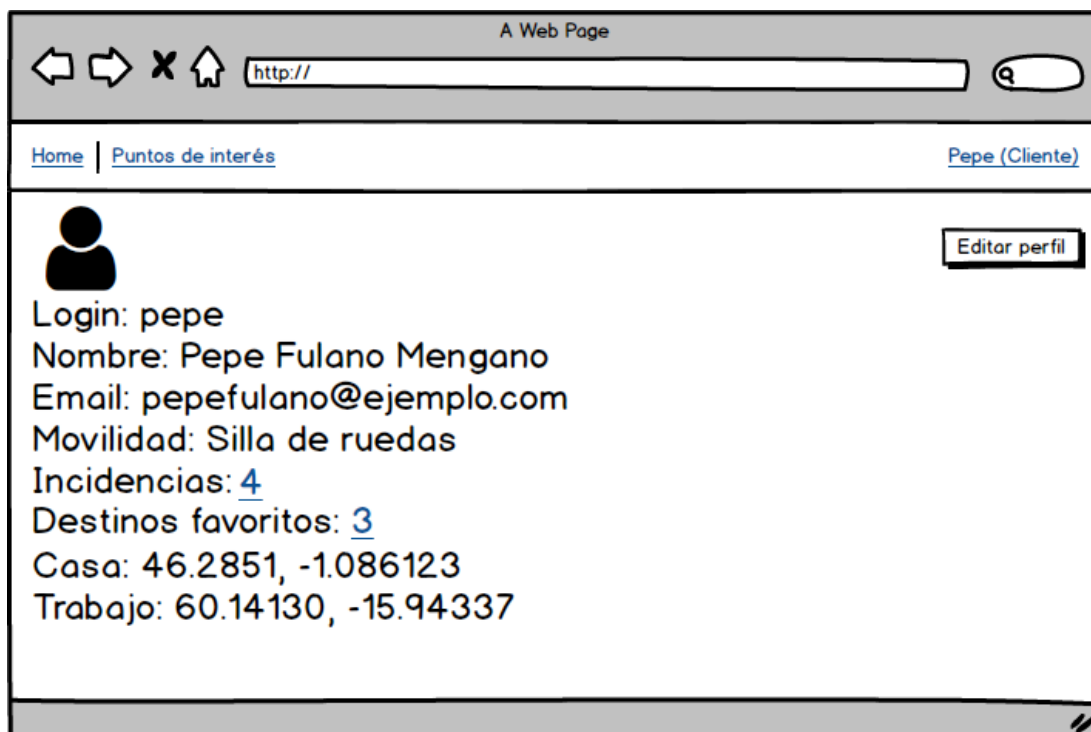 A Web Page
http://
Home Puntos de interés Pepe (Cliente)
Editar perfil
Login: pepe
Nombre: Pepe Fulano Mengano
Email: pepefulano@ejemplo.com
Movilidad: Silla de ruedas
Incidencias: 4
Destinos favoritos: 3
Casa: 46.2851, -1.086123
Trabajo: 60.14130, -15.94337